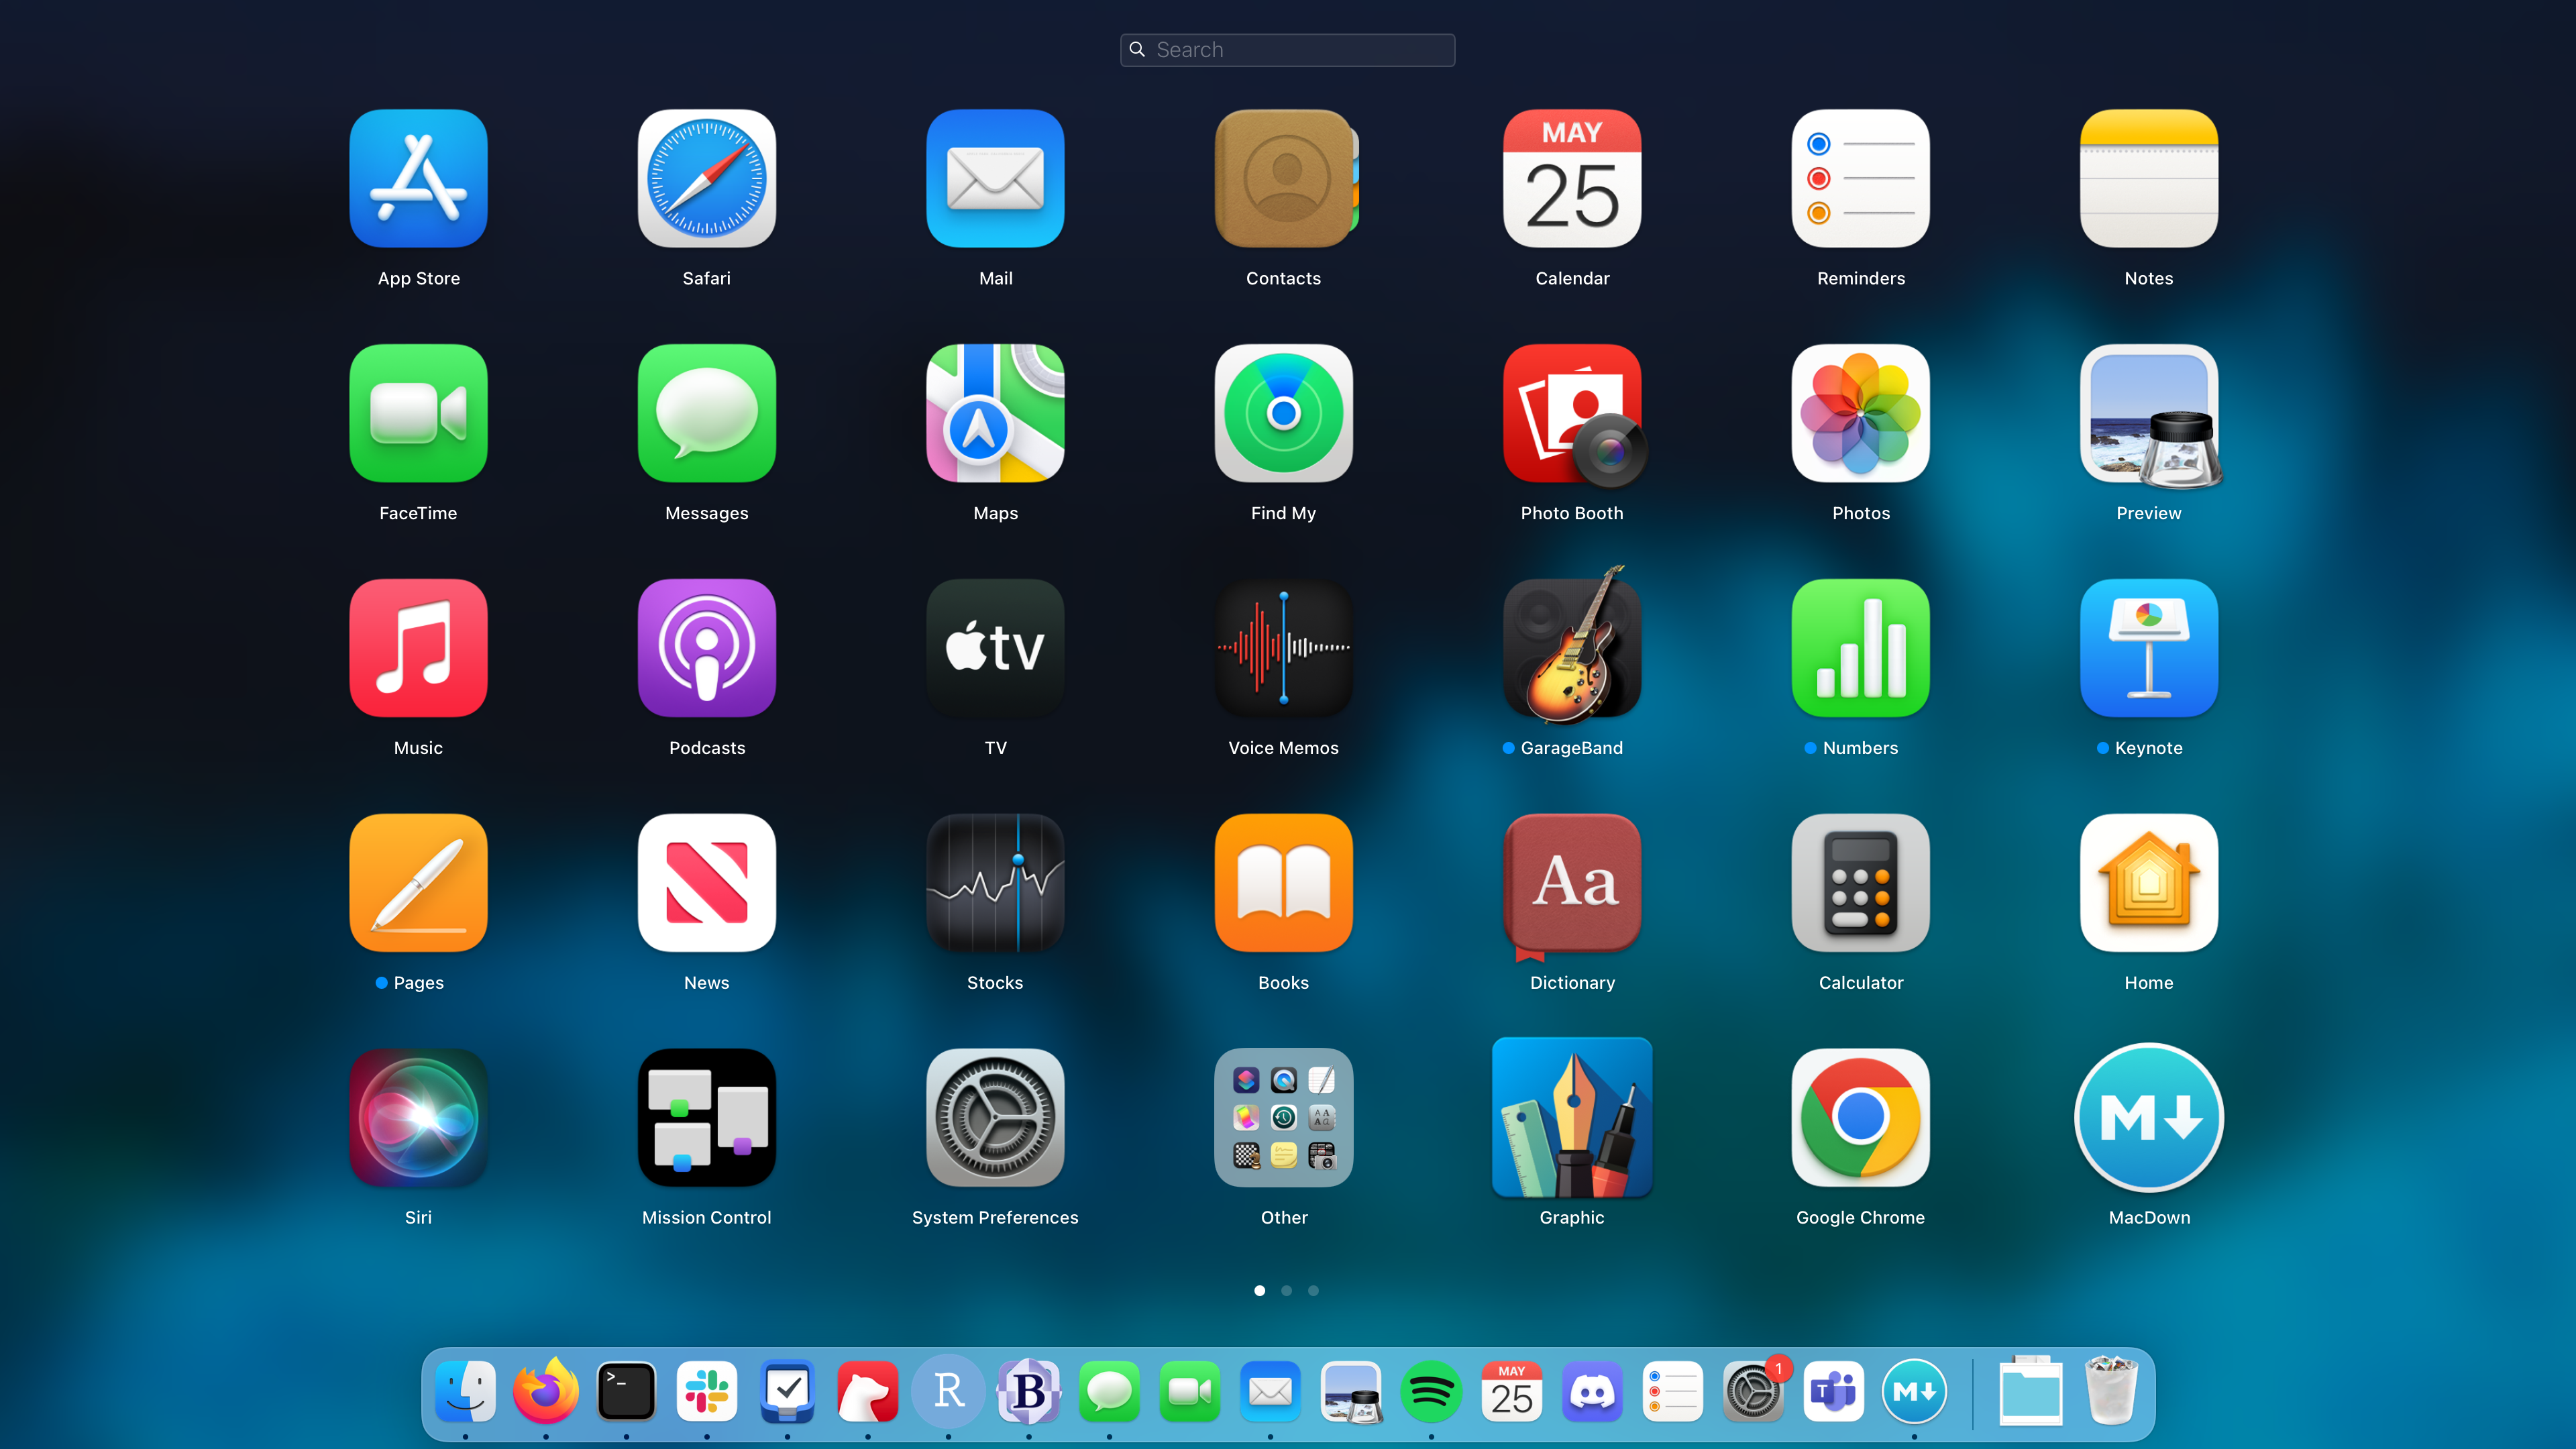 Search
MAY
25
App Store
Safari
Mail
Contacts
Calendar
Reminders
Notes
FaceTime
Messages
Maps
Find My
Photo Booth
Photos
Preview
tv
Music
Podcasts
TV
Voice Memos
GarageBand
Numbers
Keynote
Aa
Pages
News
Stocks
Books
Dictionary
Calculator
Home
M
Siri
Mission Control
System Preferences
Other
Graphic
Google Chrome
MacDown
>_
R
B
MAY
25
1
T
M